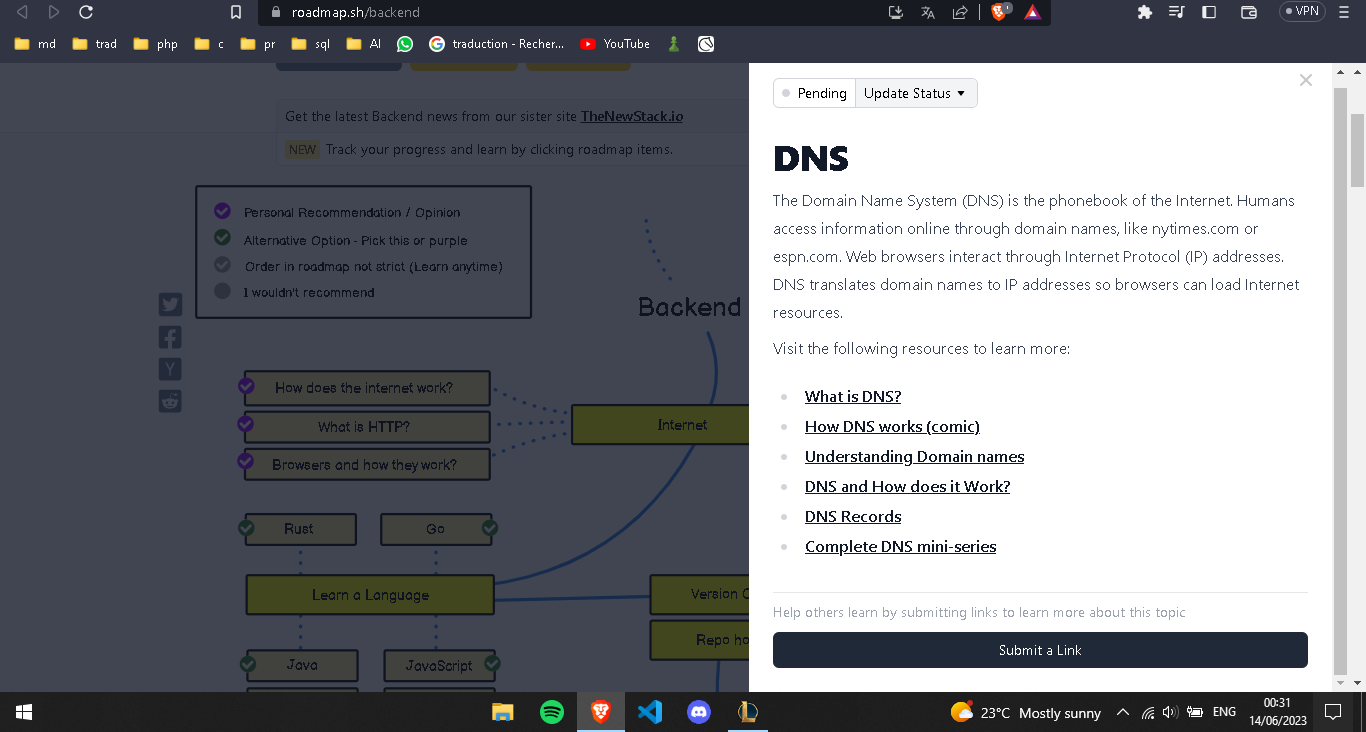 roadmap.sh/backend
1
VPN
md
trad
php
c
pr
sql
AI
traduction - Recher...
YouTube
Get the latest Backend news from our sister site TheNewStack.io
NEW Track your progress and learn by clicking roadmap items.
Personal Recommendation / Opinion
Alternative Option - Pick this or purple
Order in roadmap not strict (Learn anytime)
I wouldn't recommend
Backend
How does the internet work?
What is HTTP?
Browsers and how they work?
Internet
Rust
Go
Learn a Language
Version C
Repo ho
Java
JavaScript
Pending
Update Status
DNS
The Domain Name System (DNS) is the phonebook of the Internet. Humans
access information online through domain names, like nytimes.com or
espn.com. Web browsers interact through Internet Protocol (IP) addresses.
DNS translates domain names to IP addresses so browsers can load Internet
resources.
Visit the following resources to learn more:
What is DNS?
How DNS works (comic)
Understanding Domain names
DNS and How does it Work?
DNS Records
Complete DNS mini-series
Help others learn by submitting links to learn more about this topic
Submit a Link
23°C Mostly sunny
ENG
00:31
14/06/2023